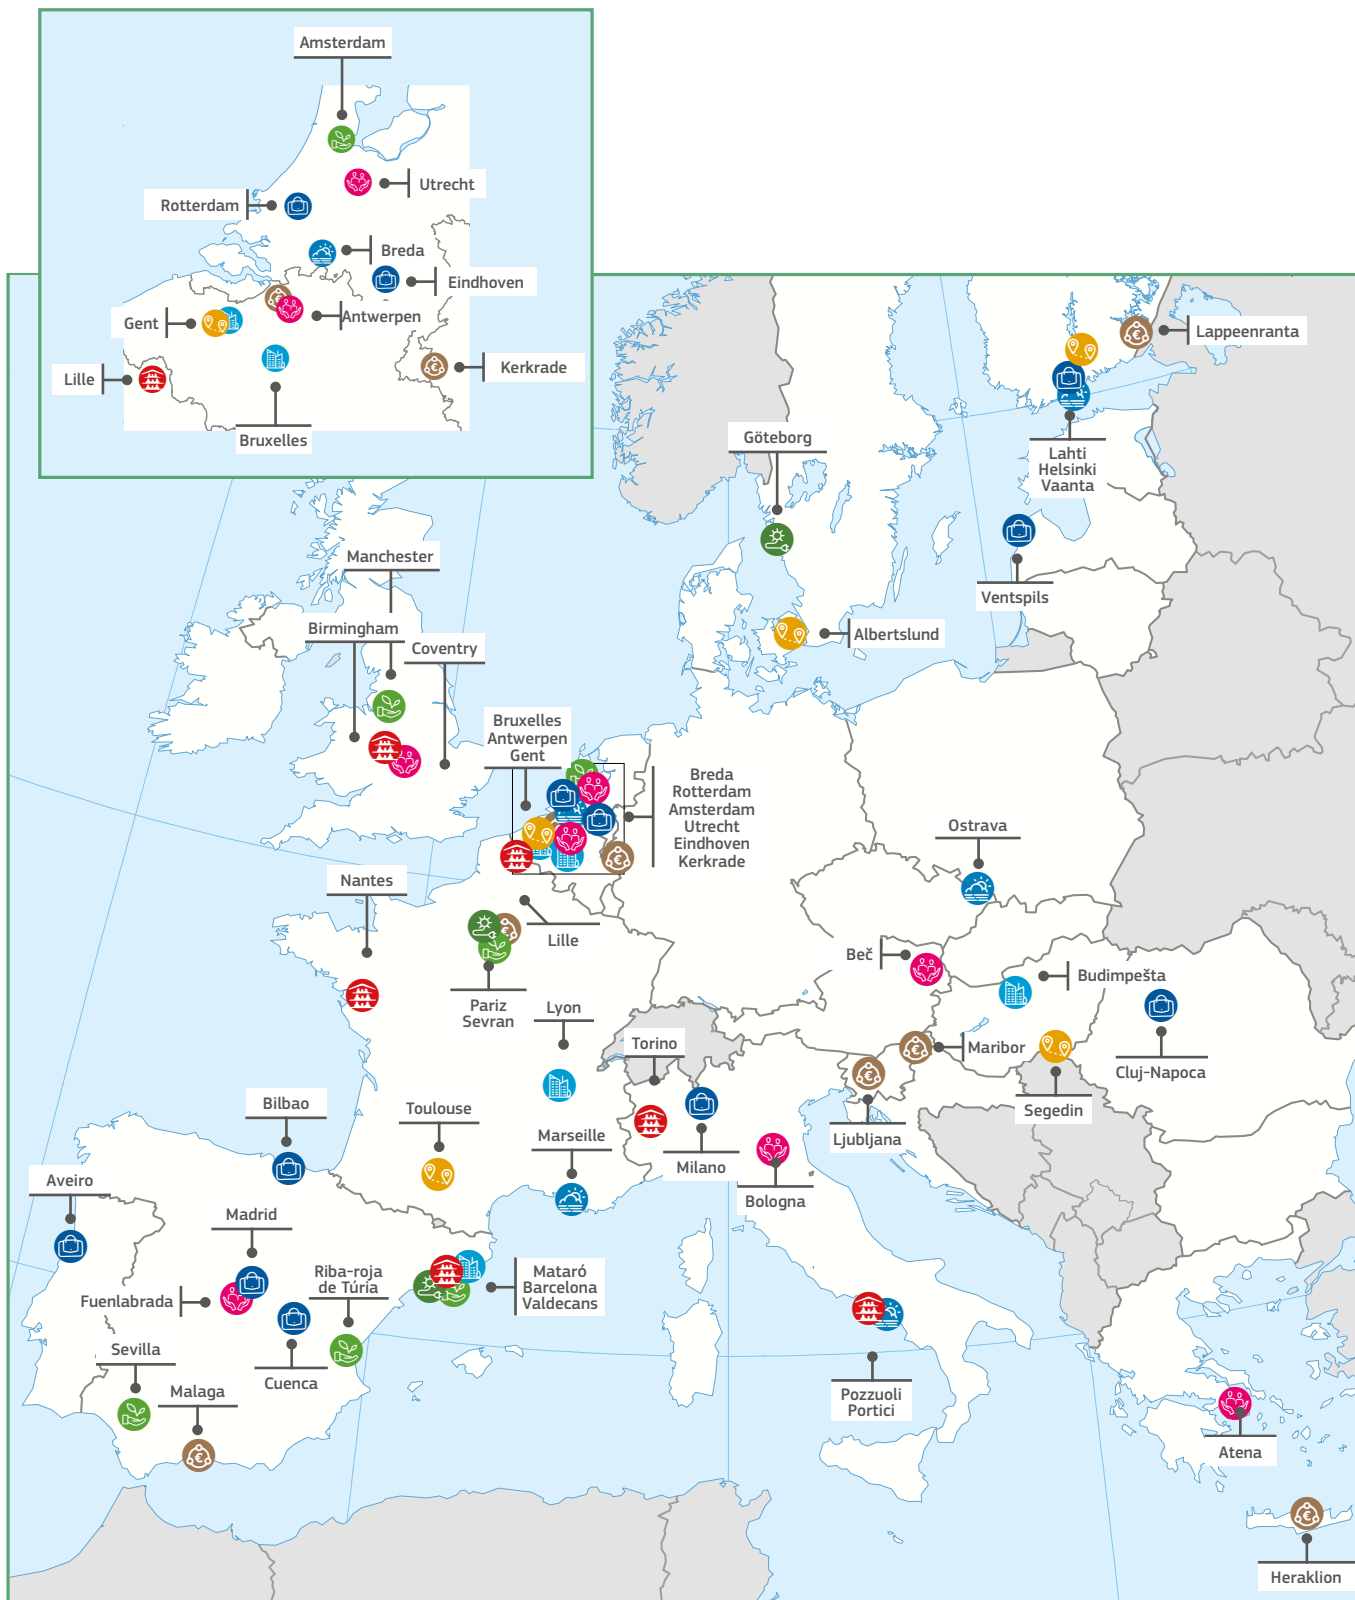 Amsterdam
Utrecht
Rotterdam
Breda
Eindhoven
Gent
Antwerpen
Lille
Kerkrade
Bruxelles
Lappeenranta
Göteborg
Lahti
Helsinki
Vaanta
Manchester
Ventspils
Birmingham
Albertslund
Coventry
Bruxelles
Antwerpen
Gent
Breda
Rotterdam
Amsterdam
Utrecht
Eindhoven
Kerkrade
Ostrava
Nantes
Lille
Beč
Budimpešta
Pariz
Sevran
Lyon
Torino
Maribor
Cluj-Napoca
Bilbao
Toulouse
Segedin
Marseille
Ljubljana
Milano
Aveiro
Bologna
Madrid
Riba-roja
de Túria
Mataró
Barcelona
Valdecans
Fuenlabrada
Sevilla
Cuenca
Malaga
Pozzuoli
Portici
Atena
Heraklion